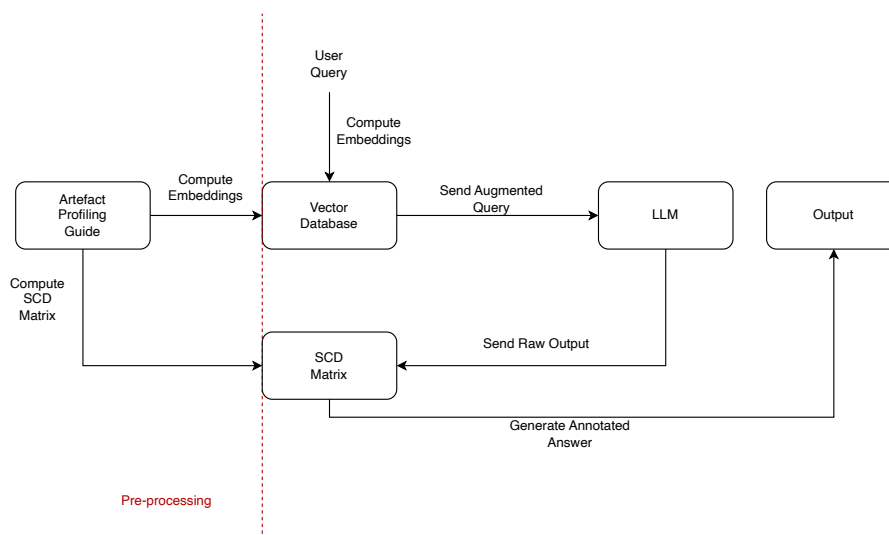 User
Query
Compute
Embeddings
Compute
Embeddings
Artefact
Profiling
Guide
Vector
Database
Send Augmented
Query
LLM
Output
Compute
SCD
Matrix
SCD
Matrix
Send Raw Output
Generate Annotated
Answer
Pre-processing